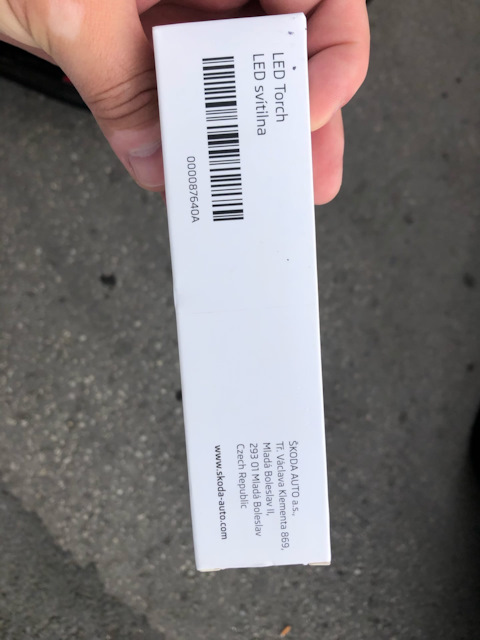 LED Torch
LED svítilna
000087640A
ŠKODA AUTO a.s.,
Tř. Václava Klementa 869,
Mladá Boleslav II,
293 01 Mladá Boleslav
Czech Republic
www.skoda-auto.com